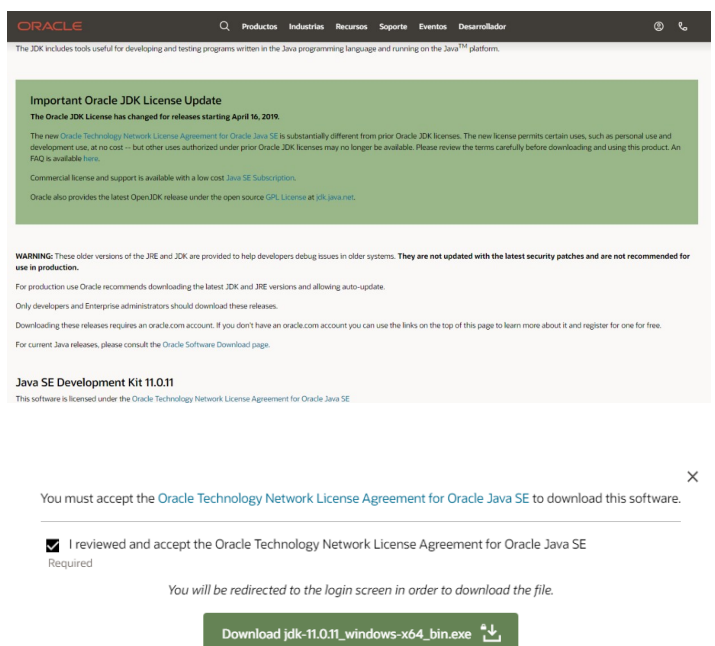 ORACLE
Productos Industrias Recursos Soporte Eventos Desarrollador
The JDK includes tools useful for developing and testing programs written in the Java programming language and running on the Java™ platform.
Important Oracle JDK License Update
The Oracle JDK License has changed for releases starting April 16, 2019.
The new Oracle Technology Network License Agreement for Oracle Java SE is substantially different from prior Oracle JDK licenses. The new license permits certain uses, such as personal use and
development use, at no cost -- but other uses authorized under prior Oracle JDK licenses may no longer be available. Please review the terms carefully before downloading and using this product. An
FAQ is available here.
Commercial license and support is available with a low cost Java SE Subscription.
Oracle also provides the latest OpenJDK release under the open source GPL License at jdk.java.net.
WARNING: These older versions of the JRE and JDK are provided to help developers debug issues in older systems. They are not updated with the latest security patches and are not recommended for
use in production.
For production use Oracle recommends downloading the latest JDK and JRE versions and allowing auto-update.
Only developers and Enterprise administrators should download these releases.
Downloading these releases requires an oracle.com account. If you don't have an oracle.com account you can use the links on the top of this page to learn more about it and register for one for free.
For current Java releases, please consult the Oracle Software Download page.
Java SE Development Kit 11.0.11
This software is licensed under the Oracle Technology Network License Agreement for Oracle Java SE
You must accept the Oracle Technology Network License Agreement for Oracle Java SE to download this software.
I reviewed and accept the Oracle Technology Network License Agreement for Oracle Java SE
Required
You will be redirected to the login screen in order to download the file.
Download jdk-11.0.11_windows-x64_bin.exe